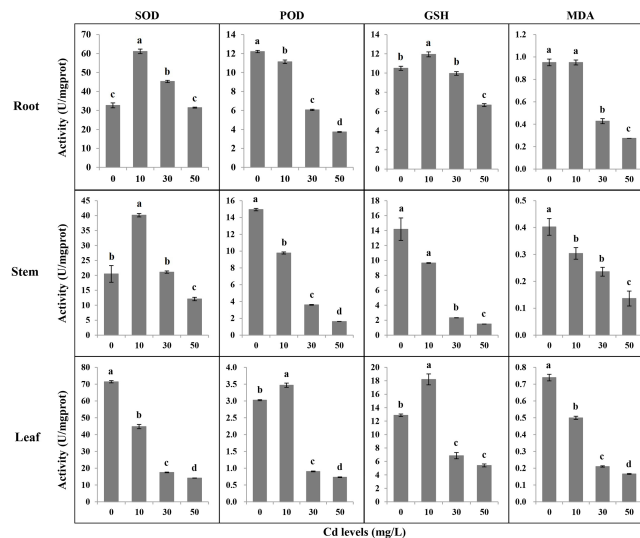 SOD POD GSH MDA
Root
Activity (U/mgprot)
70 60 50 40 30 20 10 0
c a b c
0 10 30 50
14 12 10 8 6 4 2 0
a b c d
0 10 30 50
14 12 10 8 6 4 2 0
b a b c
0 10 30 50
1.2 1.0 0.8 0.6 0.4 0.2 0.0
a a b c
0 10 30 50
Stem
Activity (U/mgprot)
45 40 35 30 25 20 15 10 5 0
b a b c
0 10 30 50
16 14 12 10 8 6 4 2 0
a b c d
0 10 30 50
18 16 14 12 10 8 6 4 2 0
a a c c
0 10 30 50
0.5 0.4 0.3 0.2 0.1 0.0
a b b c
0 10 30 50
Leaf
Activity (U/mgprot)
80 70 60 50 40 30 20 10 0
a b c d
0 10 30 50
4.0 3.5 3.0 2.5 2.0 1.5 1.0 0.5 0.0
b a c d
0 10 30 50
20 18 16 14 12 10 8 6 4 2 0
b a c c
0 10 30 50
0.8 0.7 0.6 0.5 0.4 0.3 0.2 0.1 0.0
a b c d
0 10 30 50
Cd levels (mg/L)